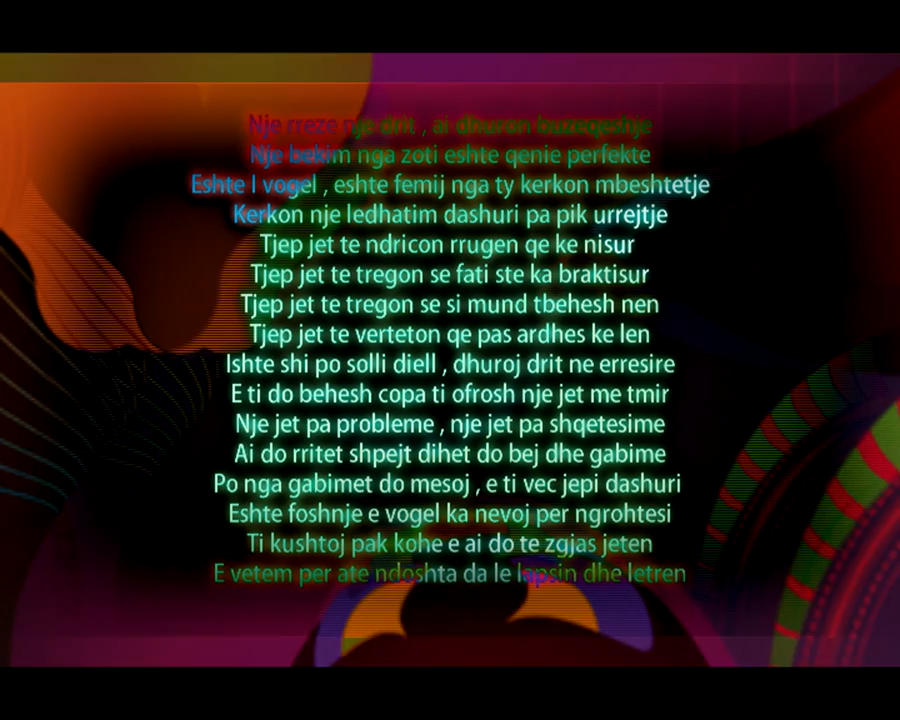 Nje rreze nje drit , ai dhuron buzeqeshje
Nje bekim nga zoti eshte qenie perfekte
Eshte I vogel , eshte femij nga ty kerkon mbeshtetje
Kerkon nje ledhatim dashuri pa pik urrejtje
Tjep jet te ndricon rrugen qe ke nisur
Tjep jet te tregon se fati ste ka braktisur
Tjep jet te tregon se si mund tbehesh nen
Tjep jet te verteton qe pas ardhes ke len
Ishte shi po solli diell , dhuroj drit ne erresire
E ti do behesh copa ti ofrosh nje jet me tmir
Nje jet pa probleme , nje jet pa shqetesime
Ai do rritet shpejt dihet do bej dhe gabime
Po nga gabimet do mesoj , e ti vec jepi dashuri
Eshte foshnje e vogel ka nevoj per ngrohtesi
Ti kushtoj pak kohe e ai do te zgjas jeten
E vetem per ate ndoshta da le lapsin dhe letren